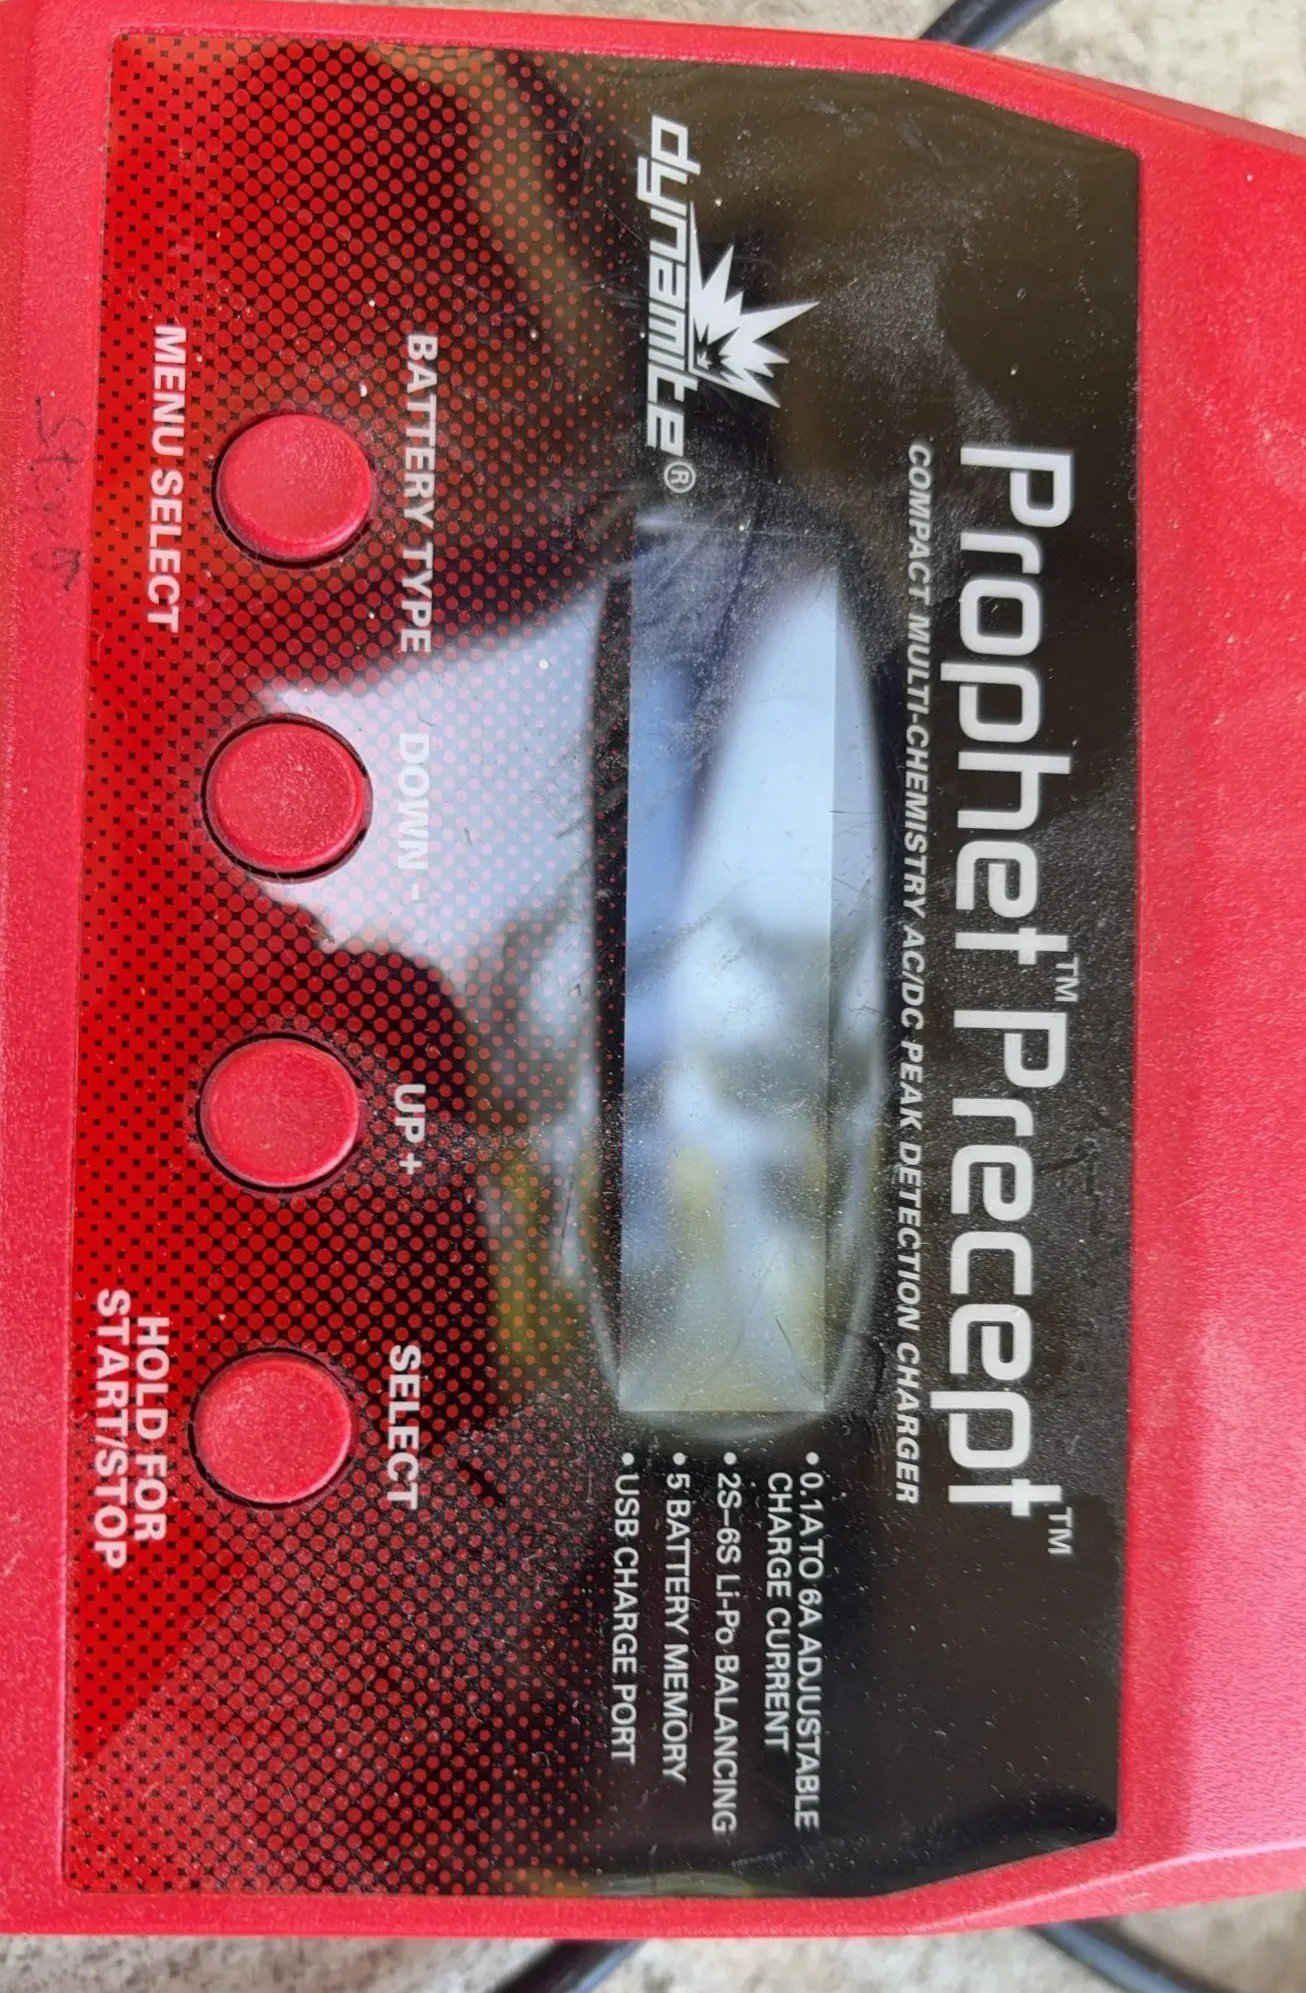 Prophet™ Precept™
COMPACT MULTI-CHEMISTRY AC/DC PEAK DETECTION CHARGER
dynamite®
• 0.1A TO 6A ADJUSTABLE
CHARGE CURRENT
• 2S–6S Li-Po BALANCING
• 5 BATTERY MEMORY
• USB CHARGE PORT
BATTERY TYPE
DOWN -
UP +
SELECT
MENU SELECT
HOLD FOR
START/STOP